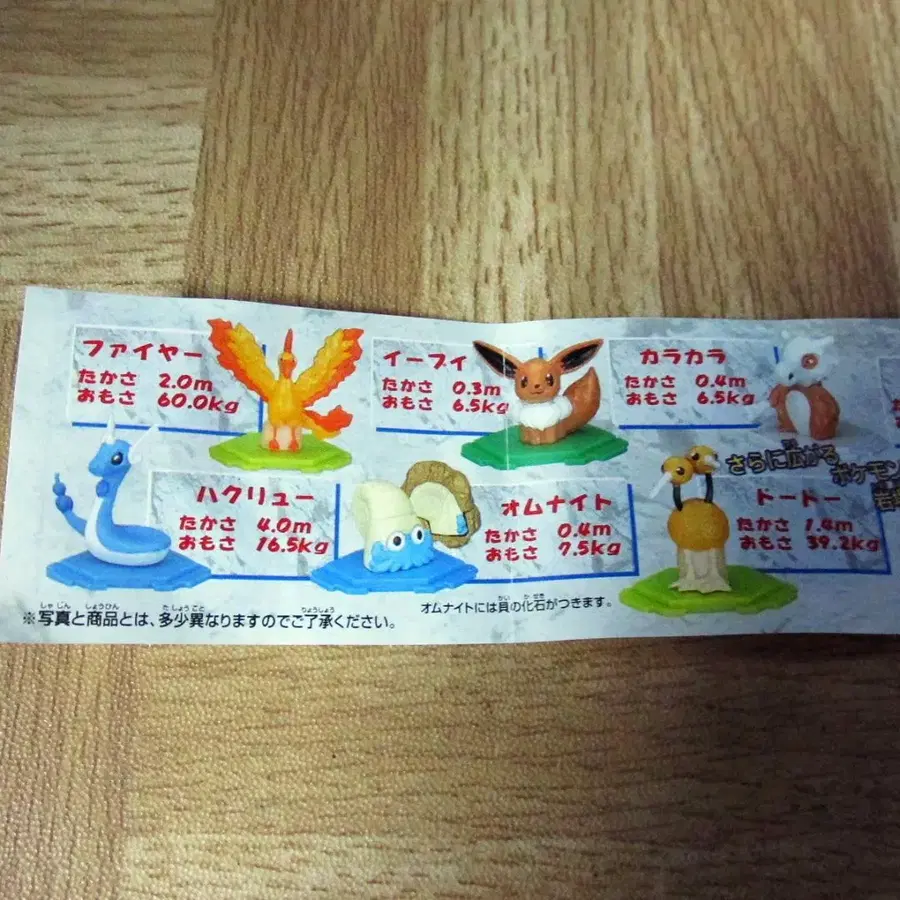 ファイヤー
たかさ 2.0m
おもさ 60.0kg
イーブイ
たかさ 0.3m
おもさ 6.5kg
カラカラ
たかさ 0.4m
おもさ 6.5kg
ハクリュー
たかさ 4.0m
おもさ 16.5kg
オムナイト
たかさ 0.4m
おもさ 7.5kg
さらに広がる
ポケモン
ドードー
たかさ 1.4m
おもさ 39.2kg
オムナイトには貝の化石がつきます。
※写真と商品とは、多少異なりますのでご了承ください。